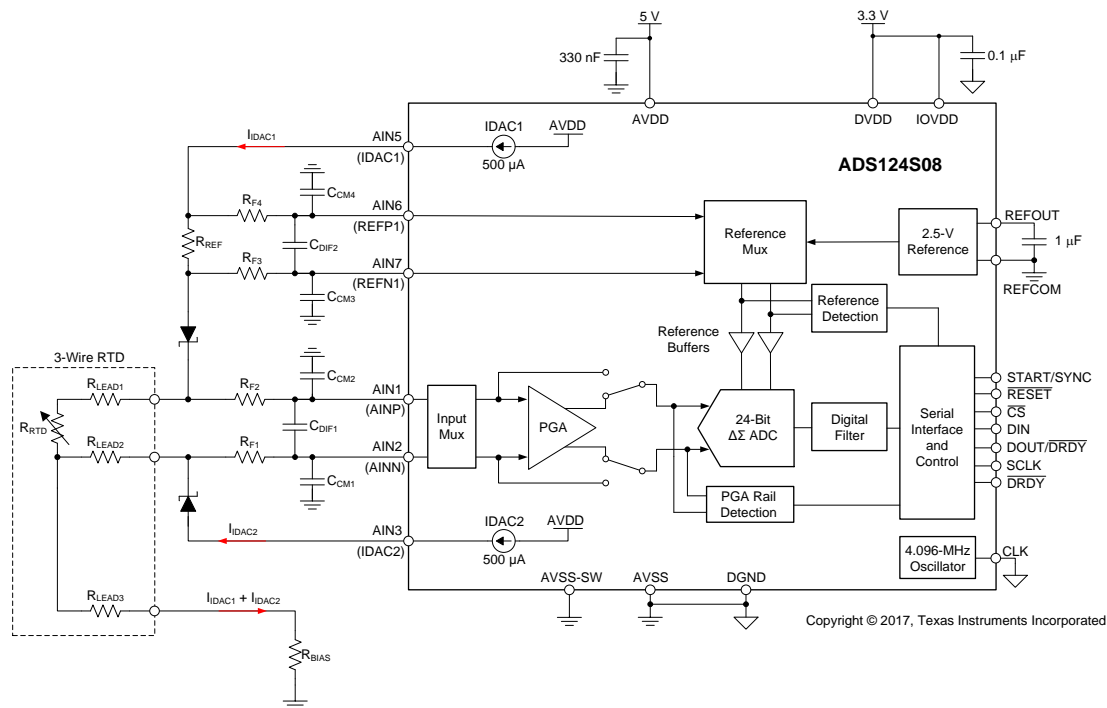 5 V
3.3 V
330 nF
0.1 µF
AVDD
DVDD
IOVDD
IIDAC1
AIN5
(IDAC1)
IDAC1
AVDD
500 µA
ADS124S08
CCM4
RF4
AIN6
(REFP1)
RREF
CDIF2
Reference
Mux
2.5-V
Reference
REFOUT
1 µF
RF3
AIN7
(REFN1)
CCM3
REFCOM
Reference
Detection
Reference
Buffers
3-Wire RTD
CCM2
RLEAD1
RF2
AIN1
(AINP)
RRTD
CDIF1
Input
Mux
PGA
24-Bit
ΔΣ ADC
Digital
Filter
Serial
Interface
and
Control
START/SYNC
RESET
CS
DIN
DOUT/DRDY
SCLK
DRDY
RLEAD2
RF1
AIN2
(AINN)
CCM1
PGA Rail
Detection
IIDAC2
AIN3
(IDAC2)
IDAC2
AVDD
500 µA
4.096-MHz
Oscillator
CLK
RLEAD3
IIDAC1 + IIDAC2
AVSS-SW
AVSS
DGND
RBIAS
Copyright © 2017, Texas Instruments Incorporated